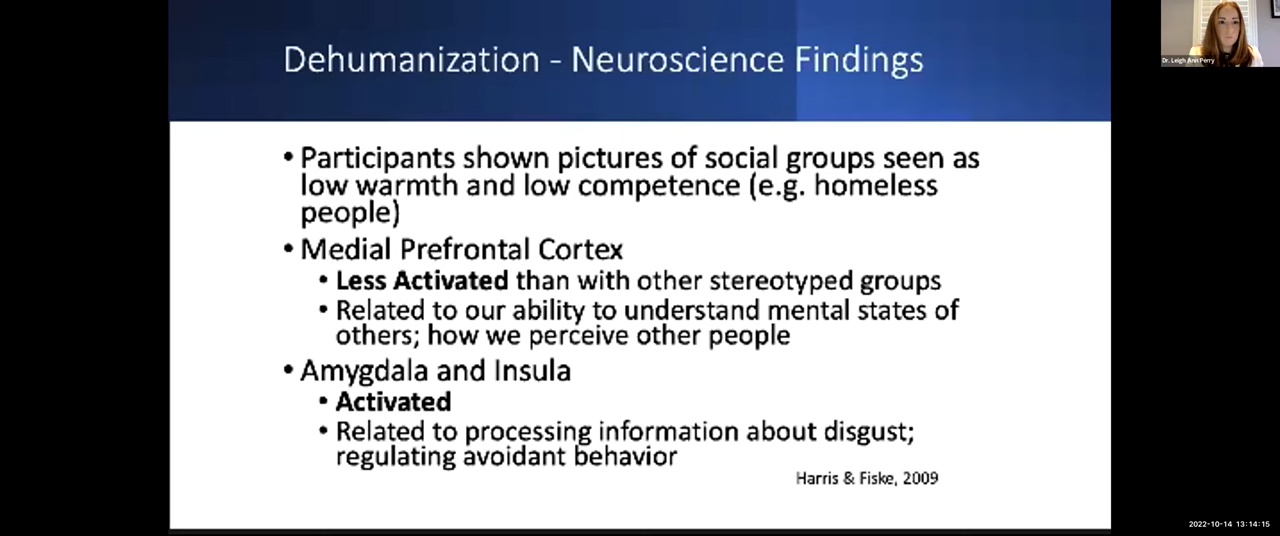 Dehumanization - Neuroscience Findings
Dr. Leigh Ann Perry
• Participants shown pictures of social groups seen as
low warmth and low competence (e.g. homeless
people)
• Medial Prefrontal Cortex
• Less Activated than with other stereotyped groups
• Related to our ability to understand mental states of
others; how we perceive other people
• Amygdala and Insula
• Activated
• Related to processing information about disgust;
regulating avoidant behavior
Harris & Fiske, 2009
2022-10-14 13:14:15